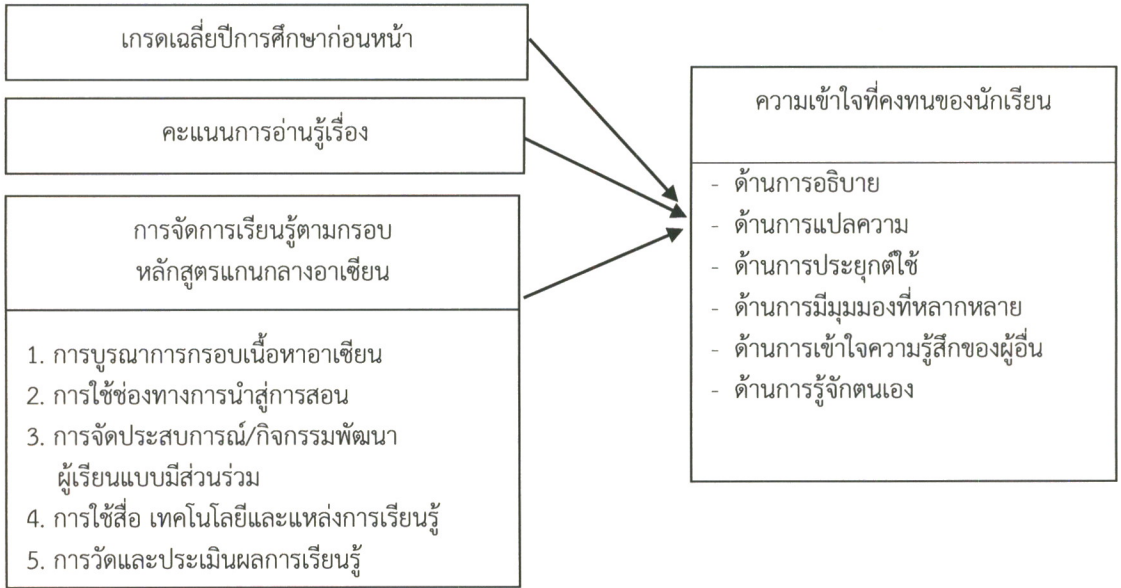 เกรดเฉลี่ยปีการศึกษาก่อนหน้า
คะแนนการอ่านรู้เรื่อง
การจัดการเรียนรู้ตามกรอบ
หลักสูตรแกนกลางอาเซียน
1. การบูรณาการกรอบเนื้อหาอาเซียน
2. การใช้ช่องทางการนำสู่การสอน
3. การจัดประสบการณ์/กิจกรรมพัฒนา
ผู้เรียนแบบมีส่วนร่วม
4. การใช้สื่อ เทคโนโลยีและแหล่งการเรียนรู้
5. การวัดและประเมินผลการเรียนรู้
ความเข้าใจที่คงทนของนักเรียน
- ด้านการอธิบาย
- ด้านการแปลความ
- ด้านการประยุกต์ใช้
- ด้านการมีมุมมองที่หลากหลาย
- ด้านการเข้าใจความรู้สึกของผู้อื่น
- ด้านการรู้จักตนเอง